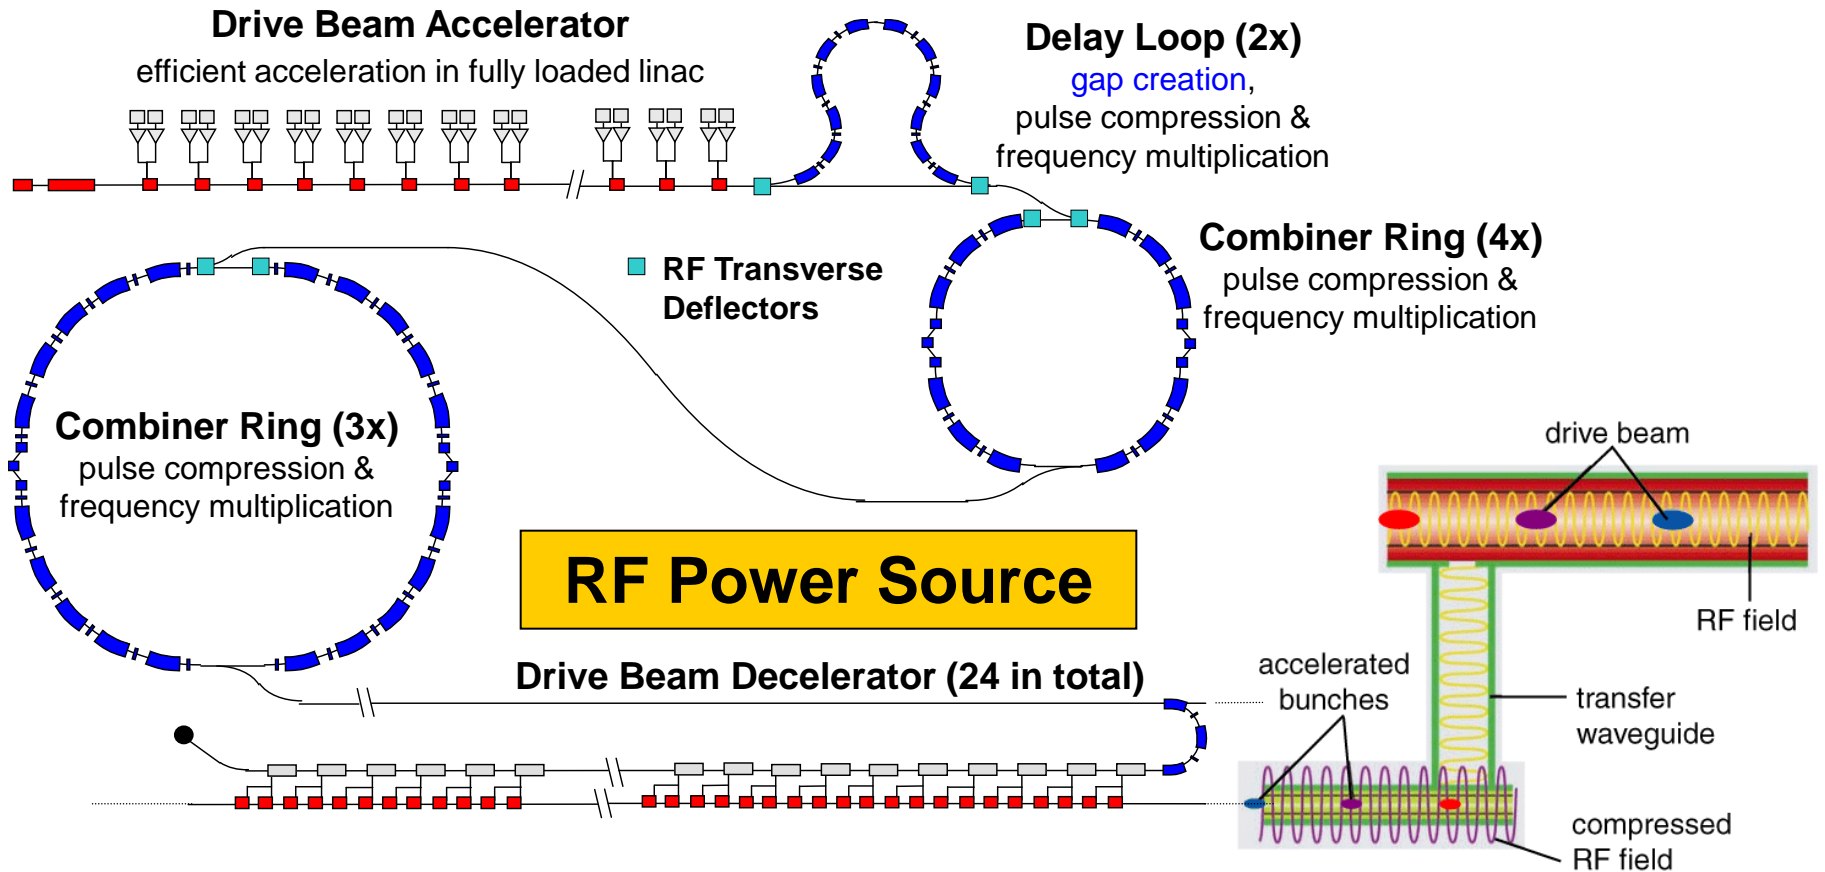 Drive Beam Accelerator
efficient acceleration in fully loaded linac
Delay Loop (2x)
gap creation,
pulse compression &
frequency multiplication
Combiner Ring (4x)
pulse compression &
frequency multiplication
RF Transverse
Deflectors
Combiner Ring (3x)
pulse compression &
frequency multiplication
RF Power Source
Drive Beam Decelerator (24 in total)
drive beam
RF field
accelerated
bunches
transfer
waveguide
compressed
RF field